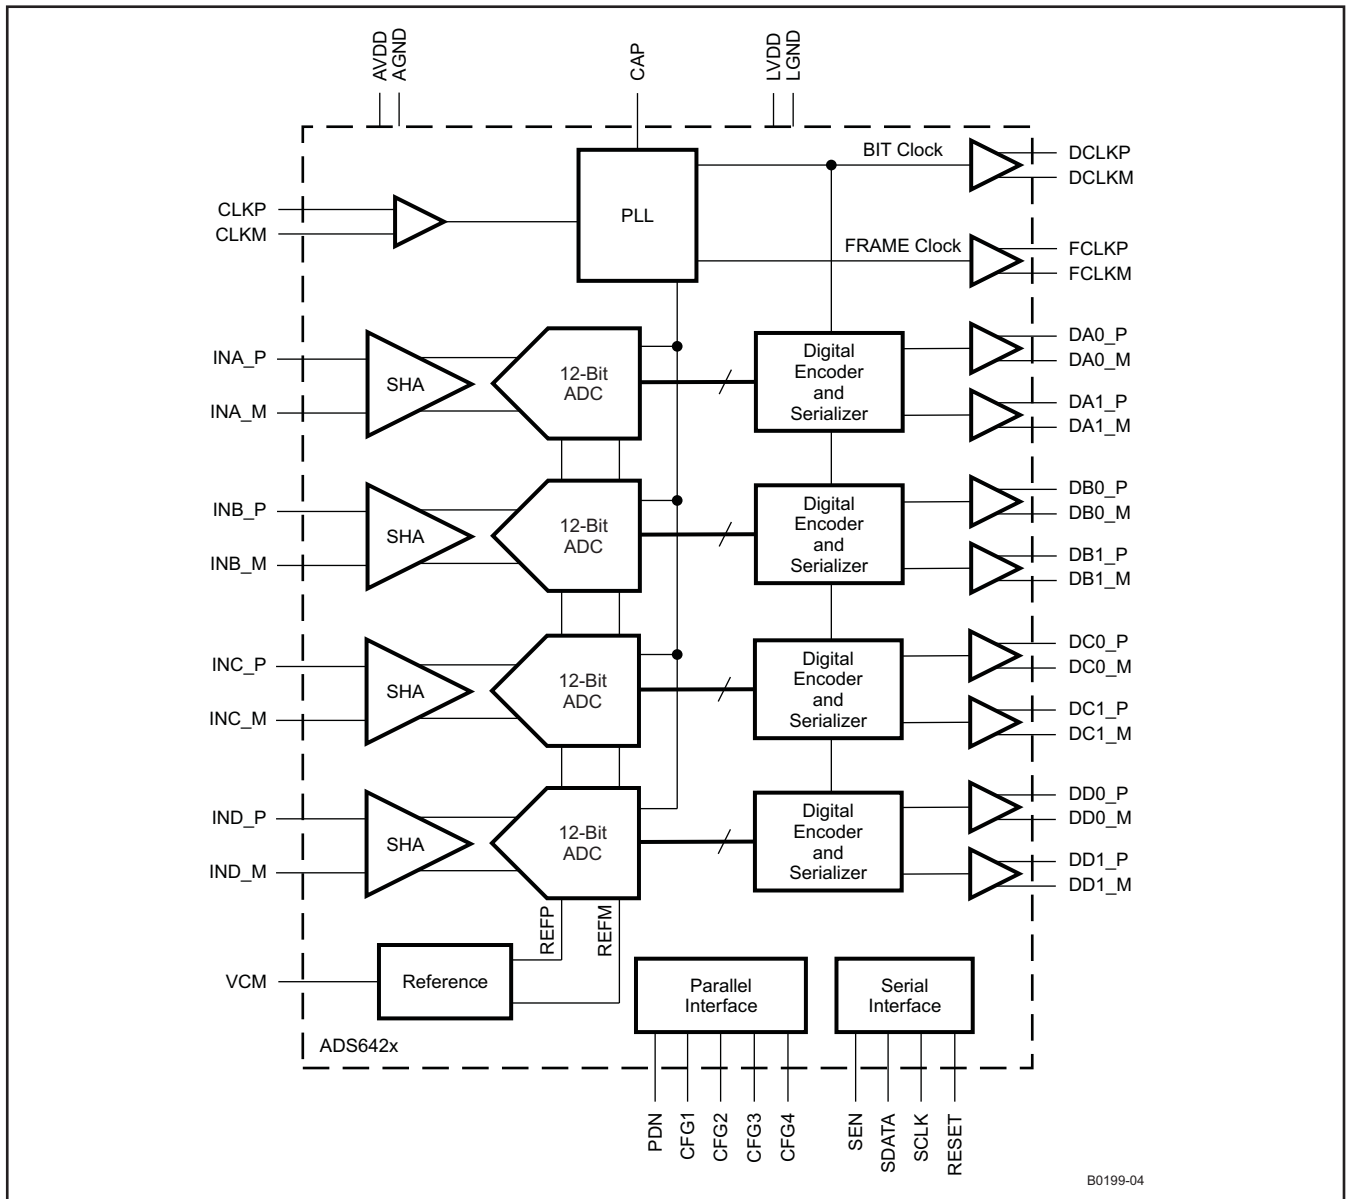 AVDD
AGND
CAP
LVDD
LGND
BIT Clock
DCLKP
DCLKM
PLL
CLKP
CLKM
FRAME Clock
FCLKP
FCLKM
INA_P
INA_M
SHA
12-Bit
ADC
Digital
Encoder
and
Serializer
DA0_P
DA0_M
DA1_P
DA1_M
INB_P
INB_M
SHA
12-Bit
ADC
Digital
Encoder
and
Serializer
DB0_P
DB0_M
DB1_P
DB1_M
INC_P
INC_M
SHA
12-Bit
ADC
Digital
Encoder
and
Serializer
DC0_P
DC0_M
DC1_P
DC1_M
IND_P
IND_M
SHA
12-Bit
ADC
Digital
Encoder
and
Serializer
DD0_P
DD0_M
DD1_P
DD1_M
REFP
REFM
VCM
Reference
Parallel
Interface
Serial
Interface
ADS642x
PDN
CFG1
CFG2
CFG3
CFG4
SEN
SDATA
SCLK
RESET
B0199-04